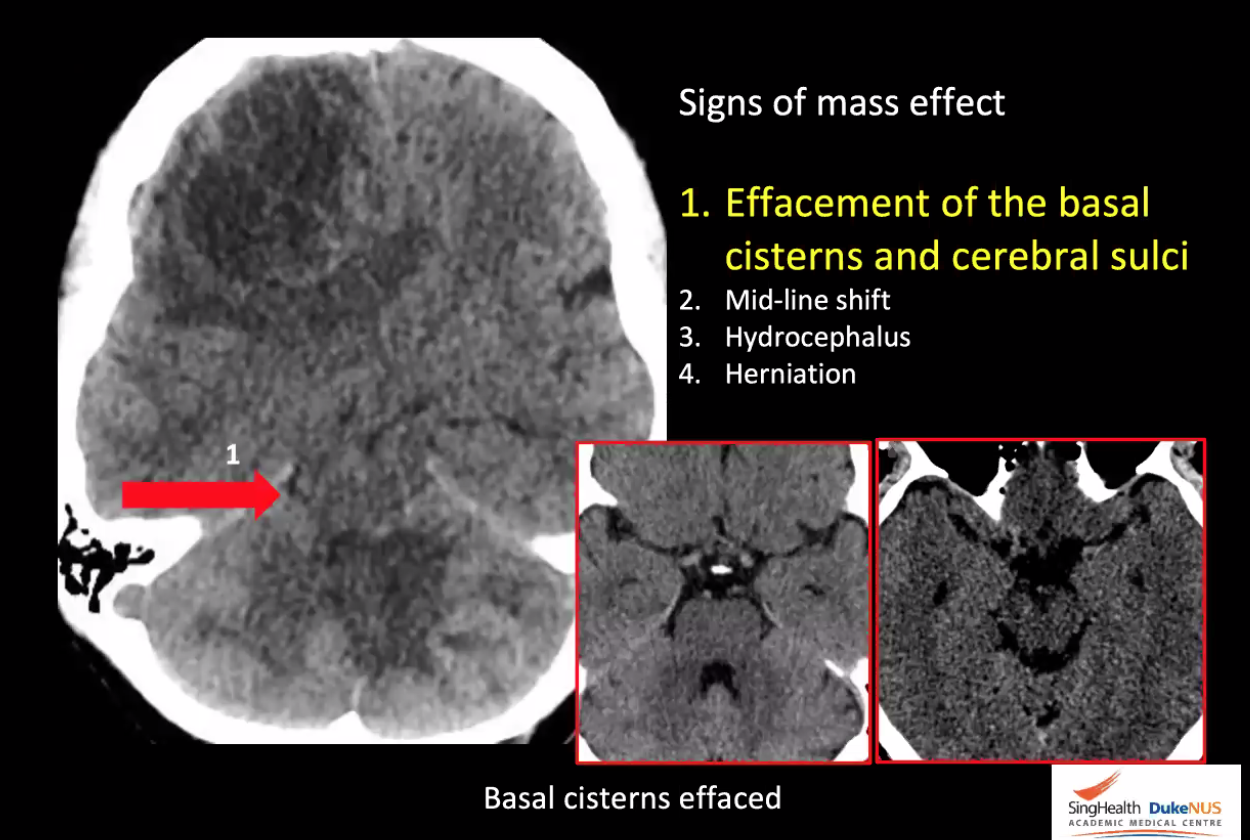 Signs of mass effect
1. Effacement of the basal
cisterns and cerebral sulci
2. Mid-line shift
3. Hydrocephalus
4. Herniation
1
Basal cisterns effaced
SingHealth DukeNUS
ACADEMIC MEDICAL CENTRE